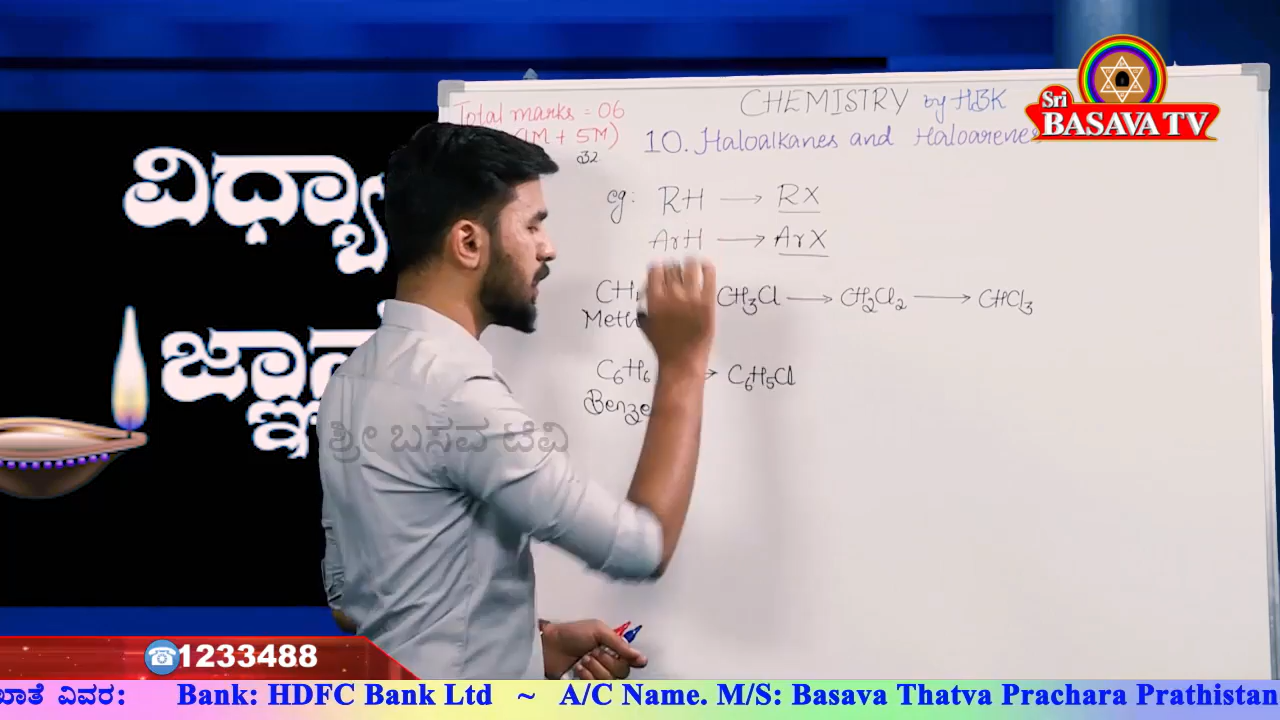 Total marks = 06
(1M + 5M)
CHEMISTRY by HBK
10. Haloalkanes and Haloarenes
eg: RH → RX
ArH → ArX
CH₃Cl → CH₂Cl₂ → CHCl₃
C₆H₆ → C₆H₅Cl
ವಿಧ್ಯಾ
ಜ್ಞಾನ
ಶ್ರೀ ಬಸವ ಟಿವಿ
Sri
BASAVA TV
1233488
ಖಾತೆ ವಿವರ: Bank: HDFC Bank Ltd ~ A/C Name. M/S: Basava Thatva Prachara Prathistan